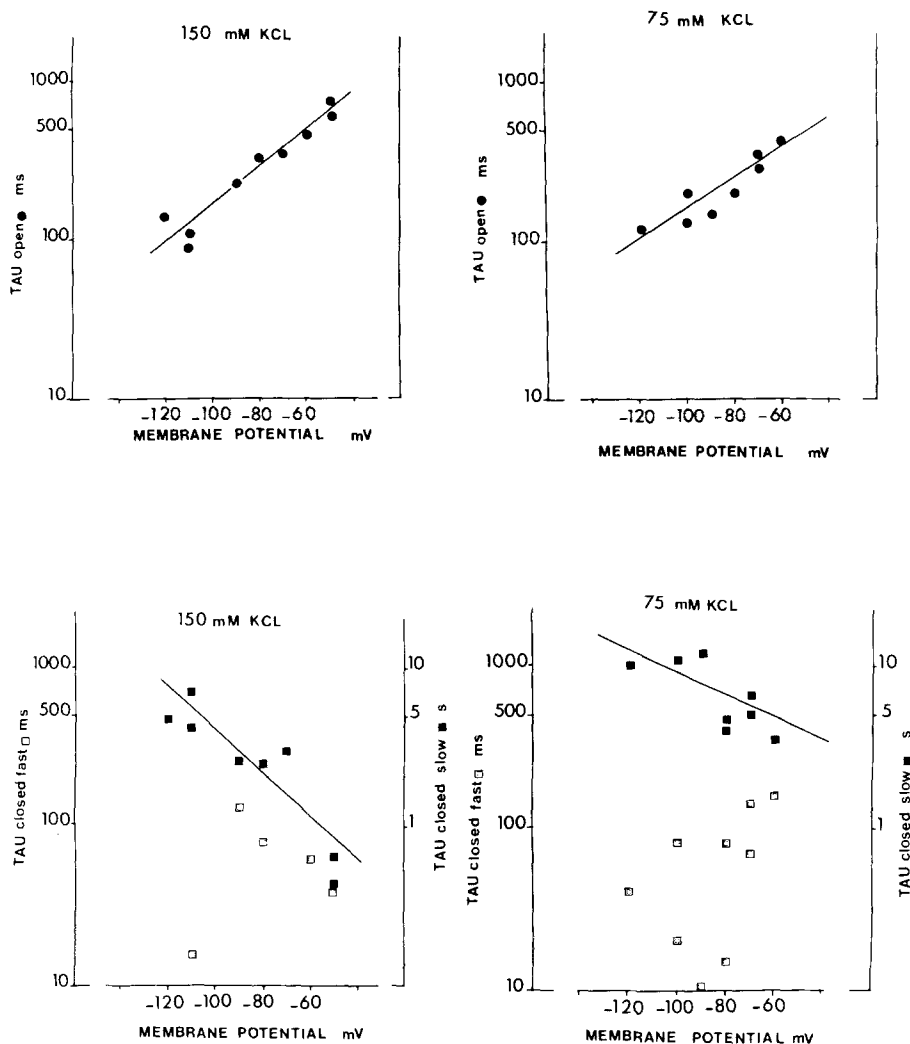 150 mM KCL
1000
500
100
10
TAU open ● ms
-120 -100 -80 -60
MEMBRANE POTENTIAL mV
75 mM KCL
1000
500
100
10
TAU open ● ms
-120 -100 -80 -60
MEMBRANE POTENTIAL mV
150 mM KCL
1000
500
100
10
TAU closed fast □ ms
10
5
1
TAU closed slow ■ s
-120 -100 -80 -60
MEMBRANE POTENTIAL mV
75 mM KCL
1000
500
100
10
TAU closed fast □ ms
10
5
1
TAU closed slow ■ s
-120 -100 -80 -60
MEMBRANE POTENTIAL mV